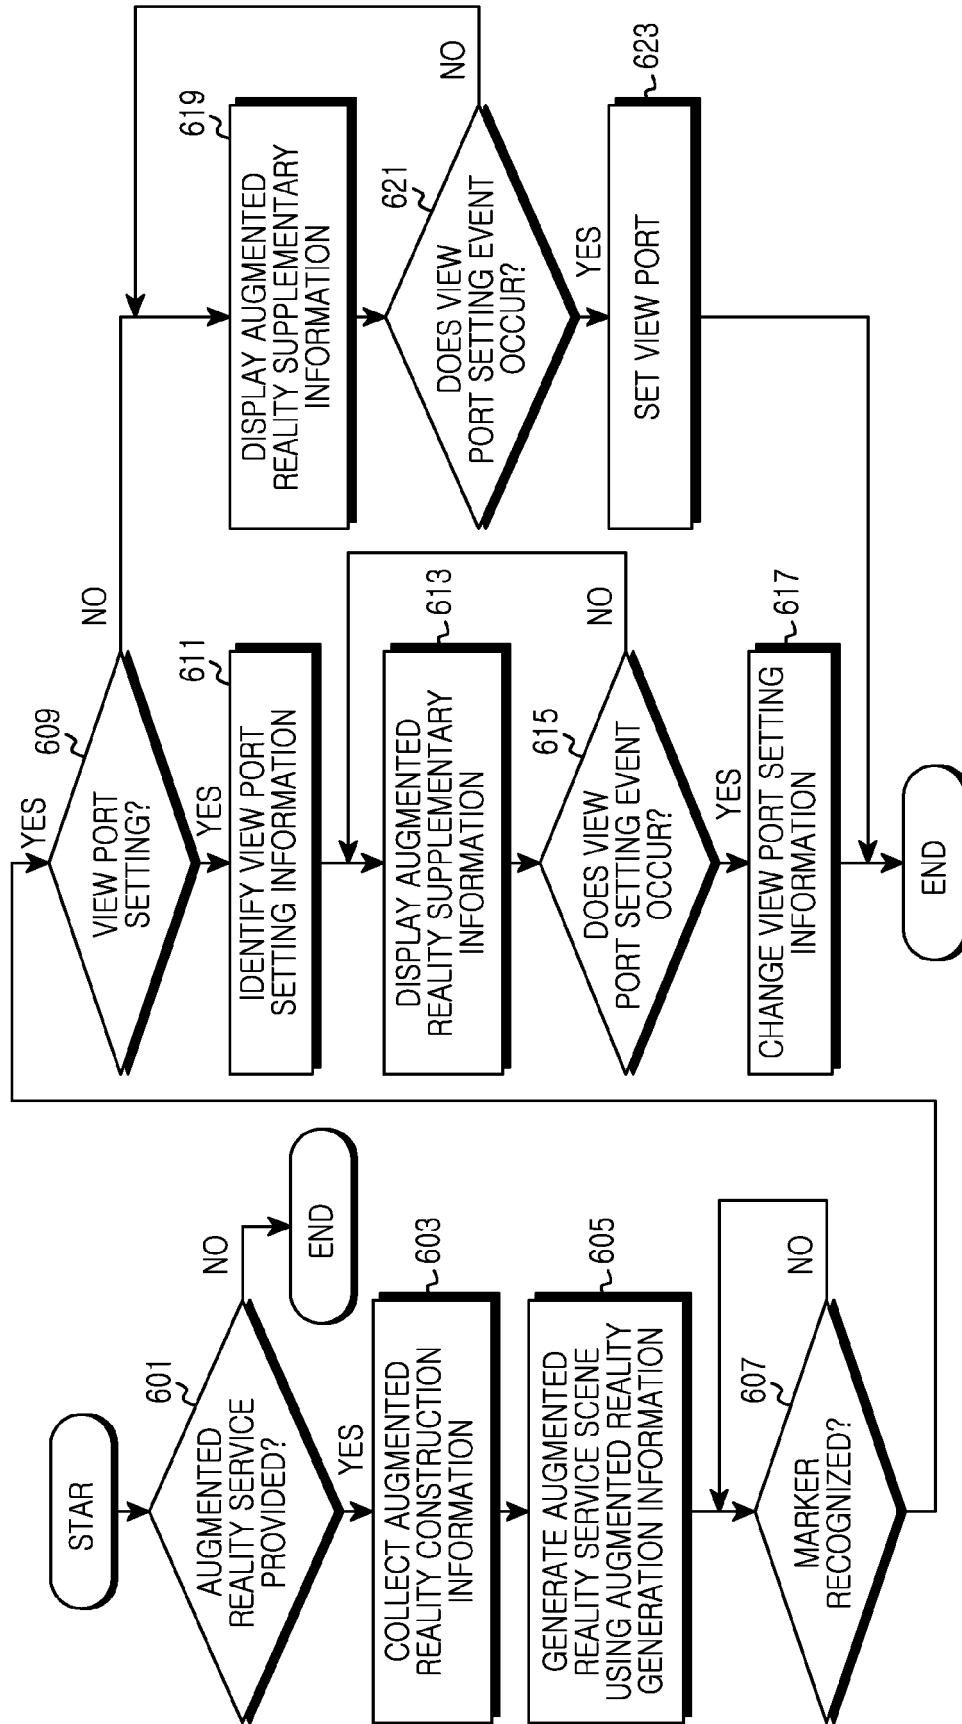 STAR
601
AUGMENTED
REALITY SERVICE
PROVIDED?
NO
END
YES
603
COLLECT AUGMENTED
REALITY CONSTRUCTION
INFORMATION
605
GENERATE AUGMENTED
REALITY SERVICE SCENE
USING AUGMENTED REALITY
GENERATION INFORMATION
607
MARKER
RECOGNIZED?
NO
YES
609
VIEW PORT
SETTING?
NO
YES
611
IDENTIFY VIEW PORT
SETTING INFORMATION
613
DISPLAY AUGMENTED
REALITY SUPPLEMENTARY
INFORMATION
615
DOES VIEW
PORT SETTING EVENT
OCCUR?
NO
YES
617
CHANGE VIEW PORT SETTING
INFORMATION
END
619
DISPLAY AUGMENTED
REALITY SUPPLEMENTARY
INFORMATION
621
DOES VIEW
PORT SETTING EVENT
OCCUR?
NO
YES
623
SET VIEW PORT